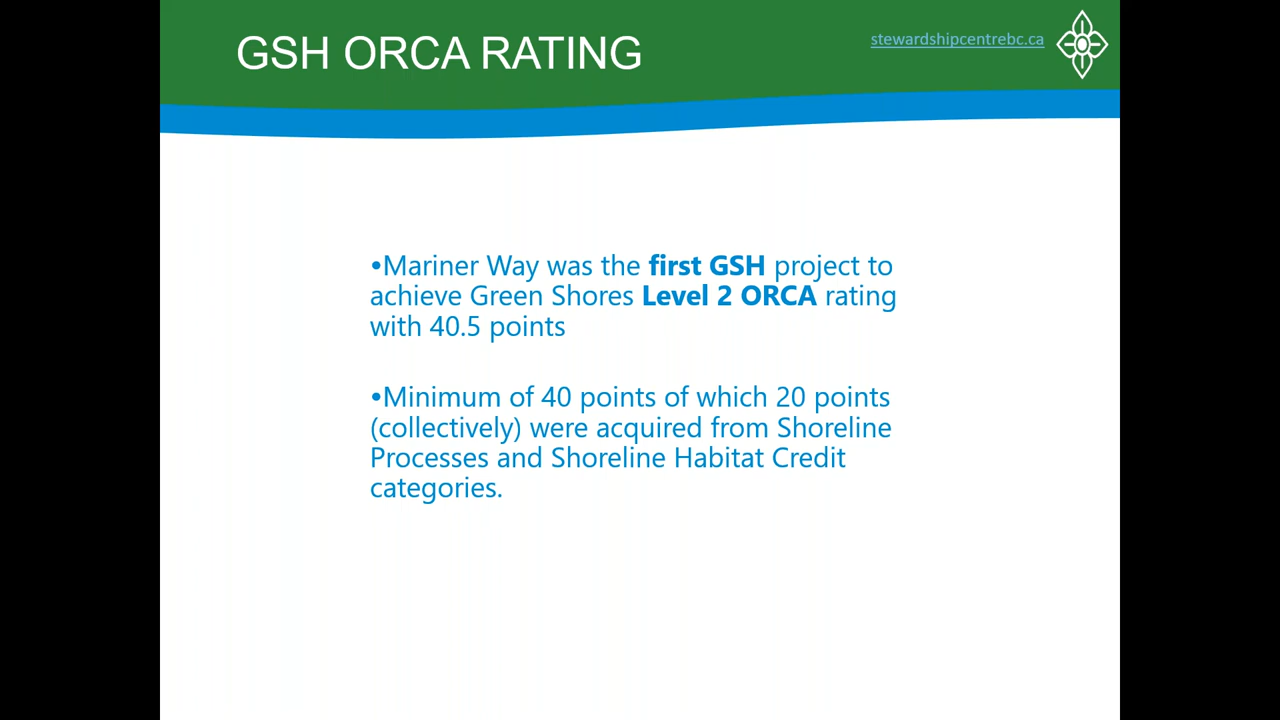 GSH ORCA RATING
stewardshipcentrebc.ca
•Mariner Way was the first GSH project to
achieve Green Shores Level 2 ORCA rating
with 40.5 points
•Minimum of 40 points of which 20 points
(collectively) were acquired from Shoreline
Processes and Shoreline Habitat Credit
categories.